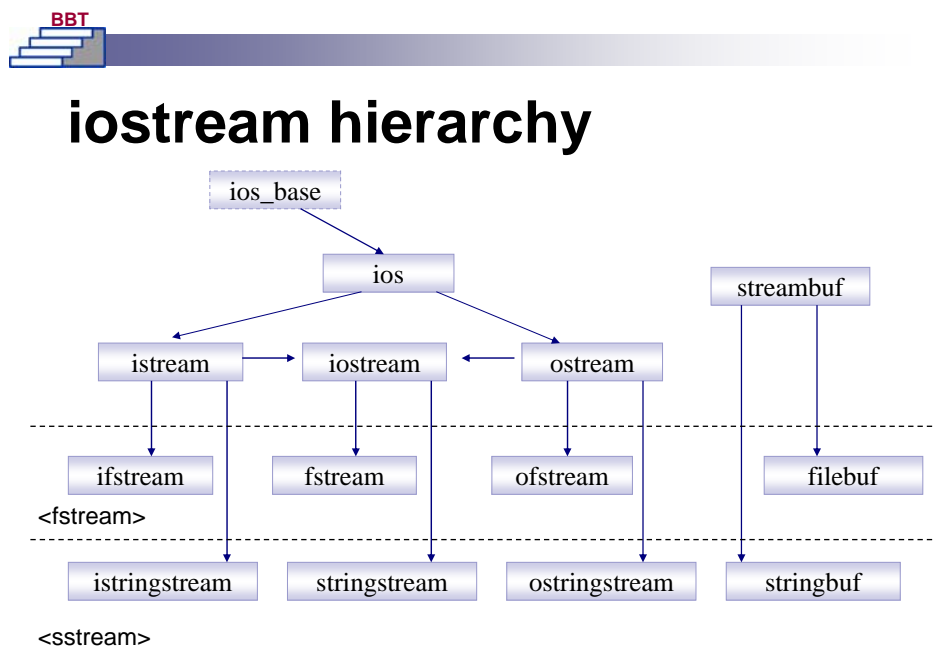 BBT
iostream hierarchy
ios_base
ios
streambuf
istream
iostream
ostream
ifstream
fstream
ofstream
filebuf
<fstream>
istringstream
stringstream
ostringstream
stringbuf
<sstream>